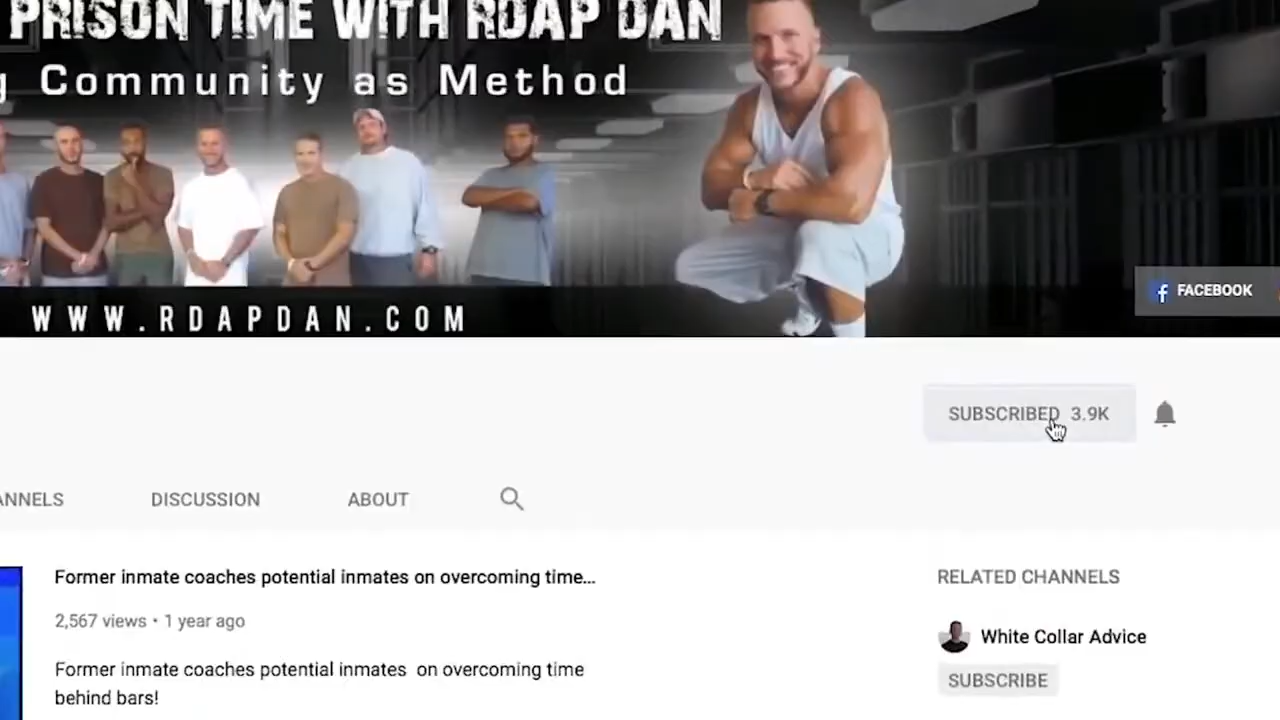 PRISON TIME WITH RDAP DAN
g Community as Method
WWW.RDAPDAN.COM
FACEBOOK
SUBSCRIBED 3.9K
ANNELS DISCUSSION ABOUT
Former inmate coaches potential inmates on overcoming time...
2,567 views • 1 year ago
Former inmate coaches potential inmates on overcoming time
behind bars!
RELATED CHANNELS
White Collar Advice
SUBSCRIBE